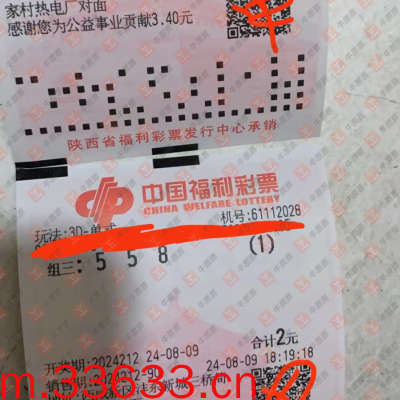 家村热电厂对面
感谢您为公益事业贡献3.40元
陕西省福利彩票发行中心承销
中国福利彩票
CHINA WELFARE LOTTERY
玩法:3D-单式
机号:61112028
组三: 5 5 8
(1)
合计2元
开奖期:2024212 24-08-09
24-08-09 18:19:18
m.33633.cn